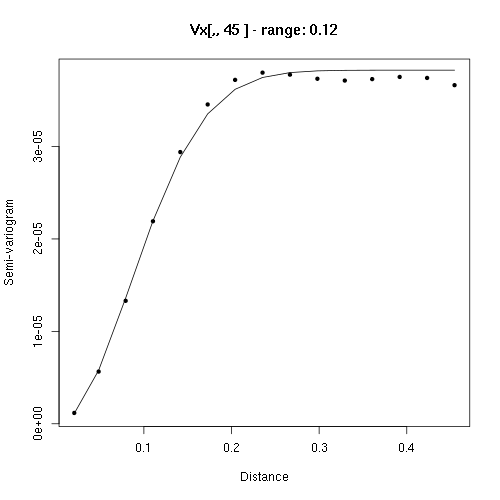 Vx[,, 45 ] - range: 0.12
Semi-variogram
3e-05
2e-05
1e-05
0e+00
0.1 0.2 0.3 0.4
Distance